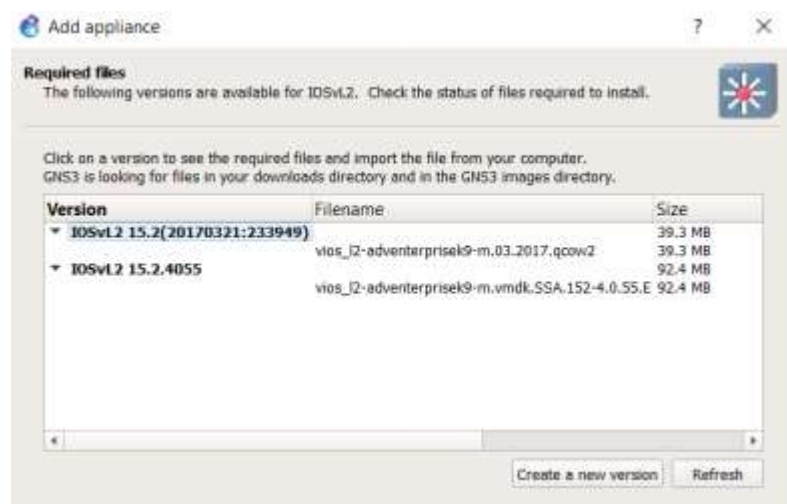 Add appliance
Required files
The following versions are available for IOSvL2. Check the status of files required to install.
Click on a version to see the required files and import the file from your computer.
GNS3 is looking for files in your downloads directory and in the GNS3 images directory.
Version Filename Size
IOSvL2 15.2(20170321:233949) 39.3 MB
vios_l2-adventerprisek9-m.03.2017.qcow2 39.3 MB
IOSvL2 15.2.4055 92.4 MB
vios_l2-adventerprisek9-m.vmdk.SSA.152-4.0.55.E 92.4 MB
Create a new version Refresh